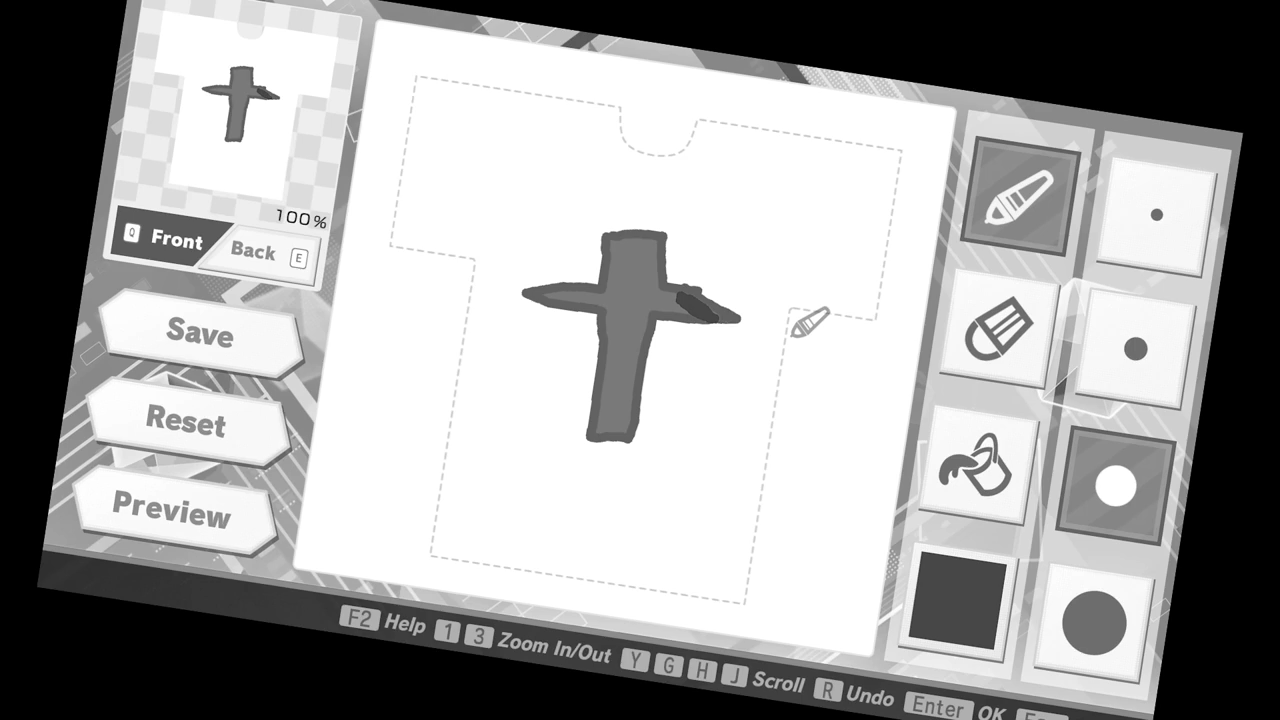 100%
Q Front Back E
Save
Reset
Preview
F2 Help 1 3 Zoom In/Out Y G H J Scroll R Undo Enter OK